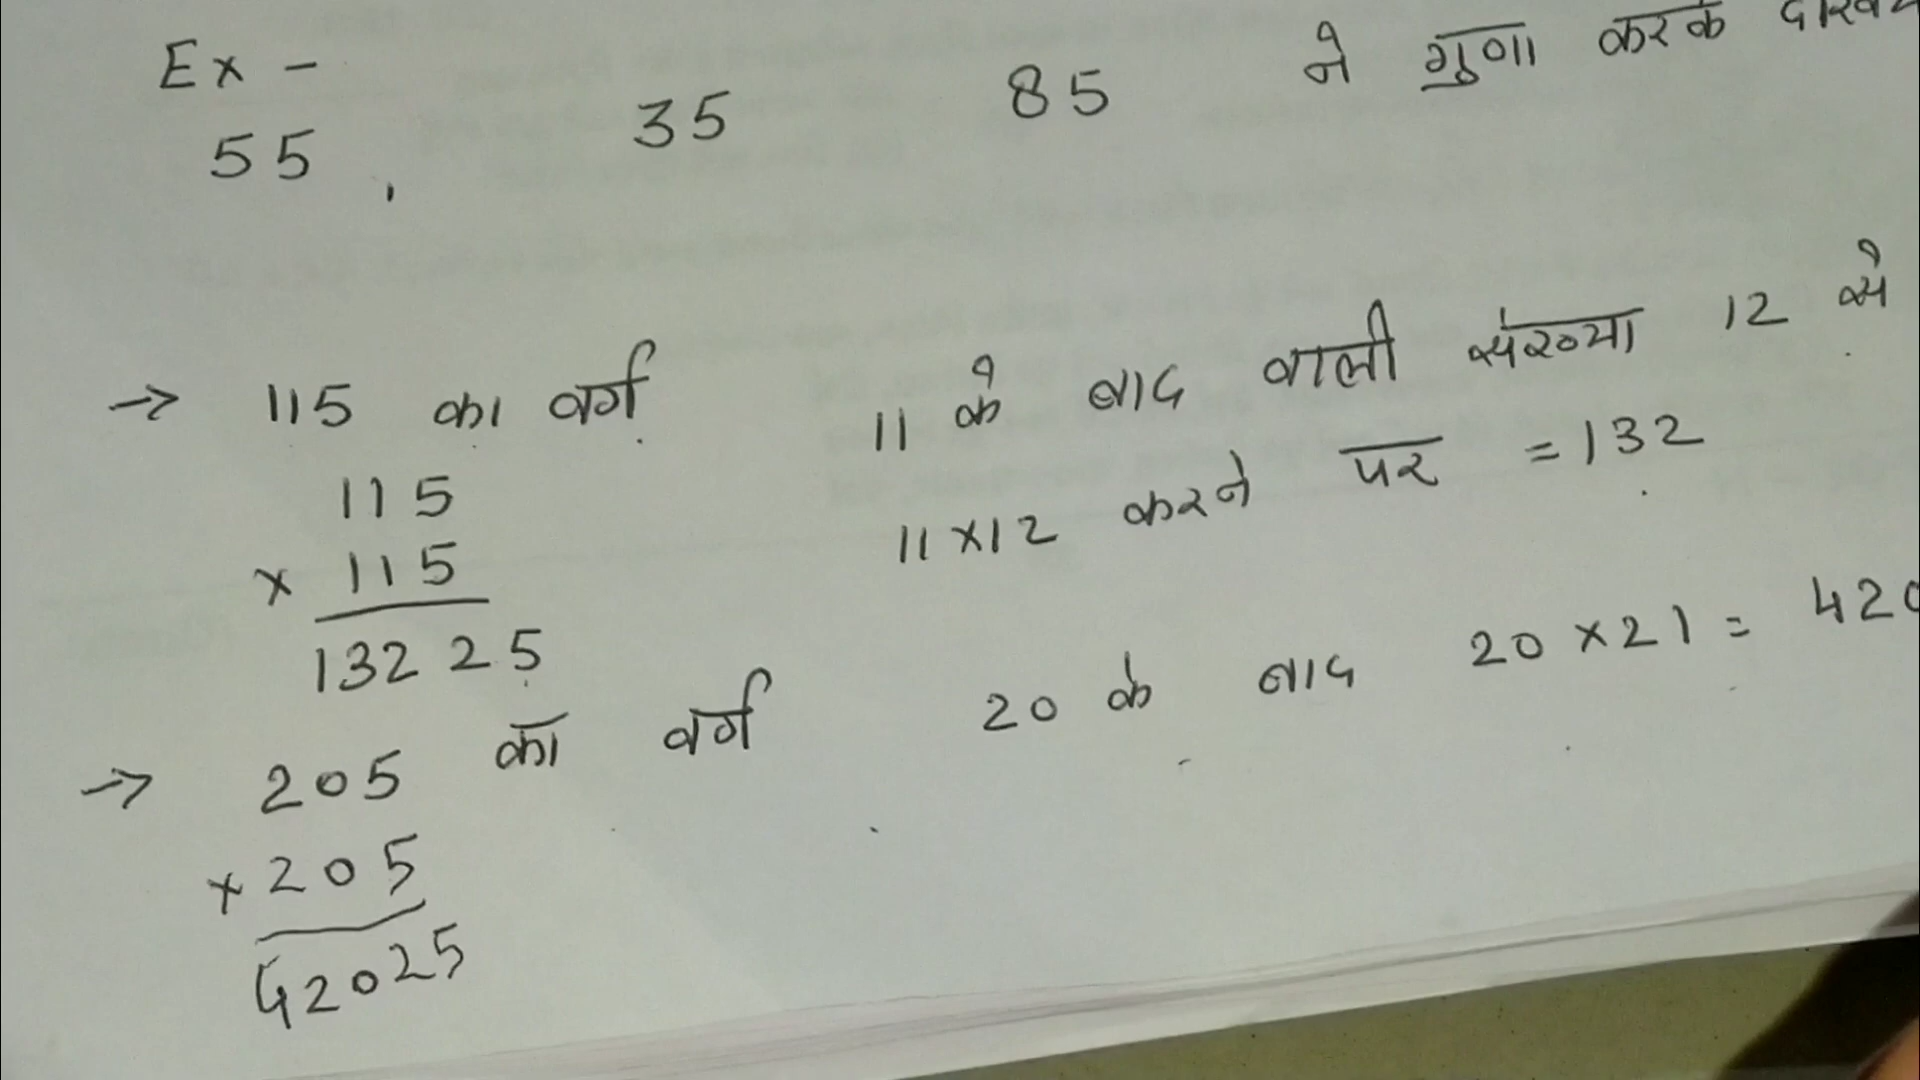 Ex -
55 , 35 85 ने गुणा करके
→ 115 का वर्ग 11 के बाद वाली संख्या 12 से
115 11 × 12 करने पर = 132
× 115
13225
→ 205 का वर्ग 20 के बाद 20 × 21 = 420
× 205
42025